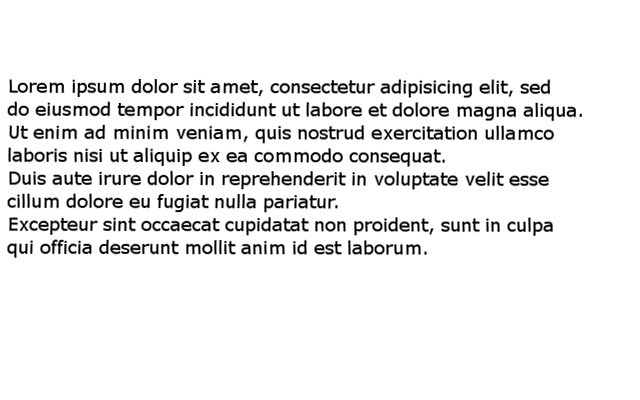 Lorem ipsum dolor sit amet, consectetur adipisicing elit, sed
do eiusmod tempor incididunt ut labore et dolore magna aliqua.
Ut enim ad minim veniam, quis nostrud exercitation ullamco
laboris nisi ut aliquip ex ea commodo consequat.
Duis aute irure dolor in reprehenderit in voluptate velit esse
cillum dolore eu fugiat nulla pariatur.
Excepteur sint occaecat cupidatat non proident, sunt in culpa
qui officia deserunt mollit anim id est laborum.